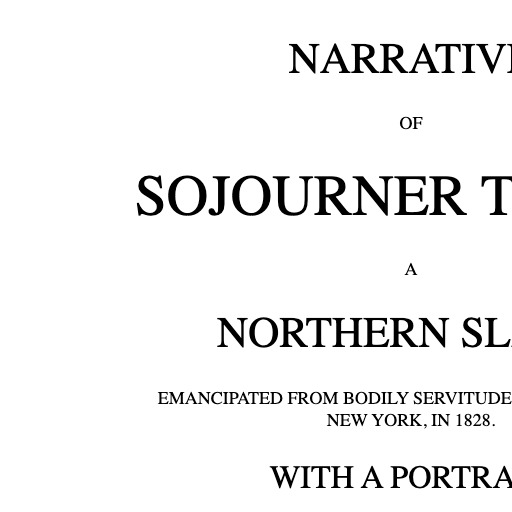 NARRATIV
OF
SOJOURNER T
A
NORTHERN SL
EMANCIPATED FROM BODILY SERVITUDE
NEW YORK, IN 1828.
WITH A PORTRA